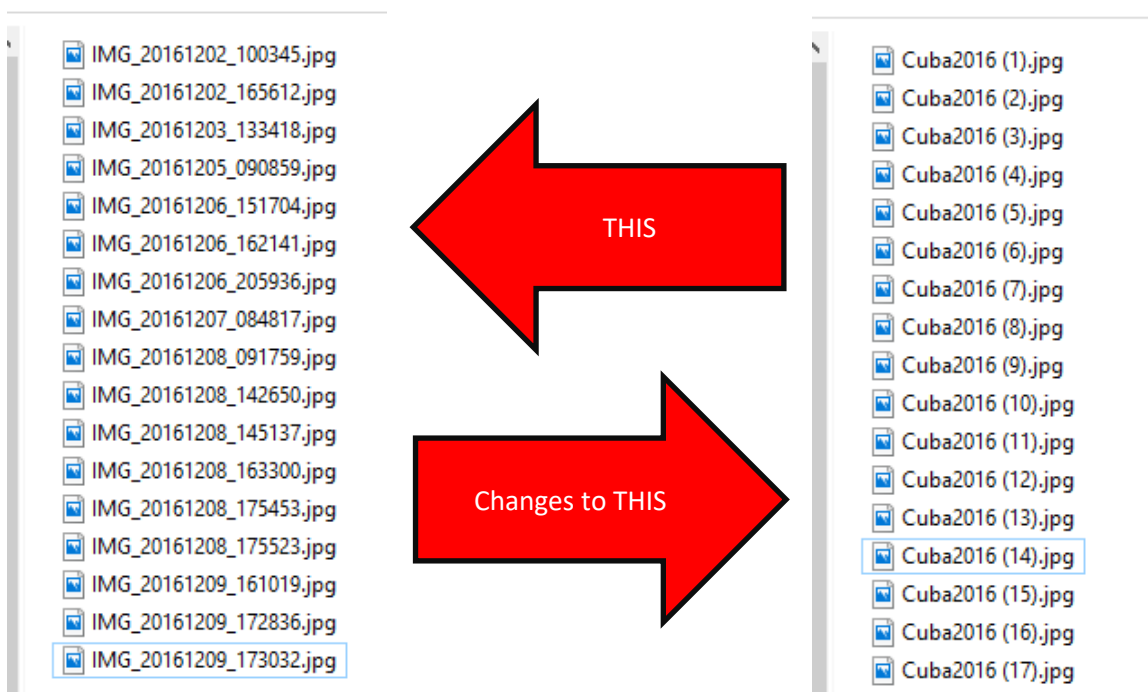 IMG_20161202_100345.jpg
IMG_20161202_165612.jpg
IMG_20161203_133418.jpg
IMG_20161205_090859.jpg
IMG_20161206_151704.jpg
IMG_20161206_162141.jpg
IMG_20161206_205936.jpg
IMG_20161207_084817.jpg
IMG_20161208_091759.jpg
IMG_20161208_142650.jpg
IMG_20161208_145137.jpg
IMG_20161208_163300.jpg
IMG_20161208_175453.jpg
IMG_20161208_175523.jpg
IMG_20161209_161019.jpg
IMG_20161209_172836.jpg
IMG_20161209_173032.jpg
THIS
Changes to THIS
Cuba2016 (1).jpg
Cuba2016 (2).jpg
Cuba2016 (3).jpg
Cuba2016 (4).jpg
Cuba2016 (5).jpg
Cuba2016 (6).jpg
Cuba2016 (7).jpg
Cuba2016 (8).jpg
Cuba2016 (9).jpg
Cuba2016 (10).jpg
Cuba2016 (11).jpg
Cuba2016 (12).jpg
Cuba2016 (13).jpg
Cuba2016 (14).jpg
Cuba2016 (15).jpg
Cuba2016 (16).jpg
Cuba2016 (17).jpg